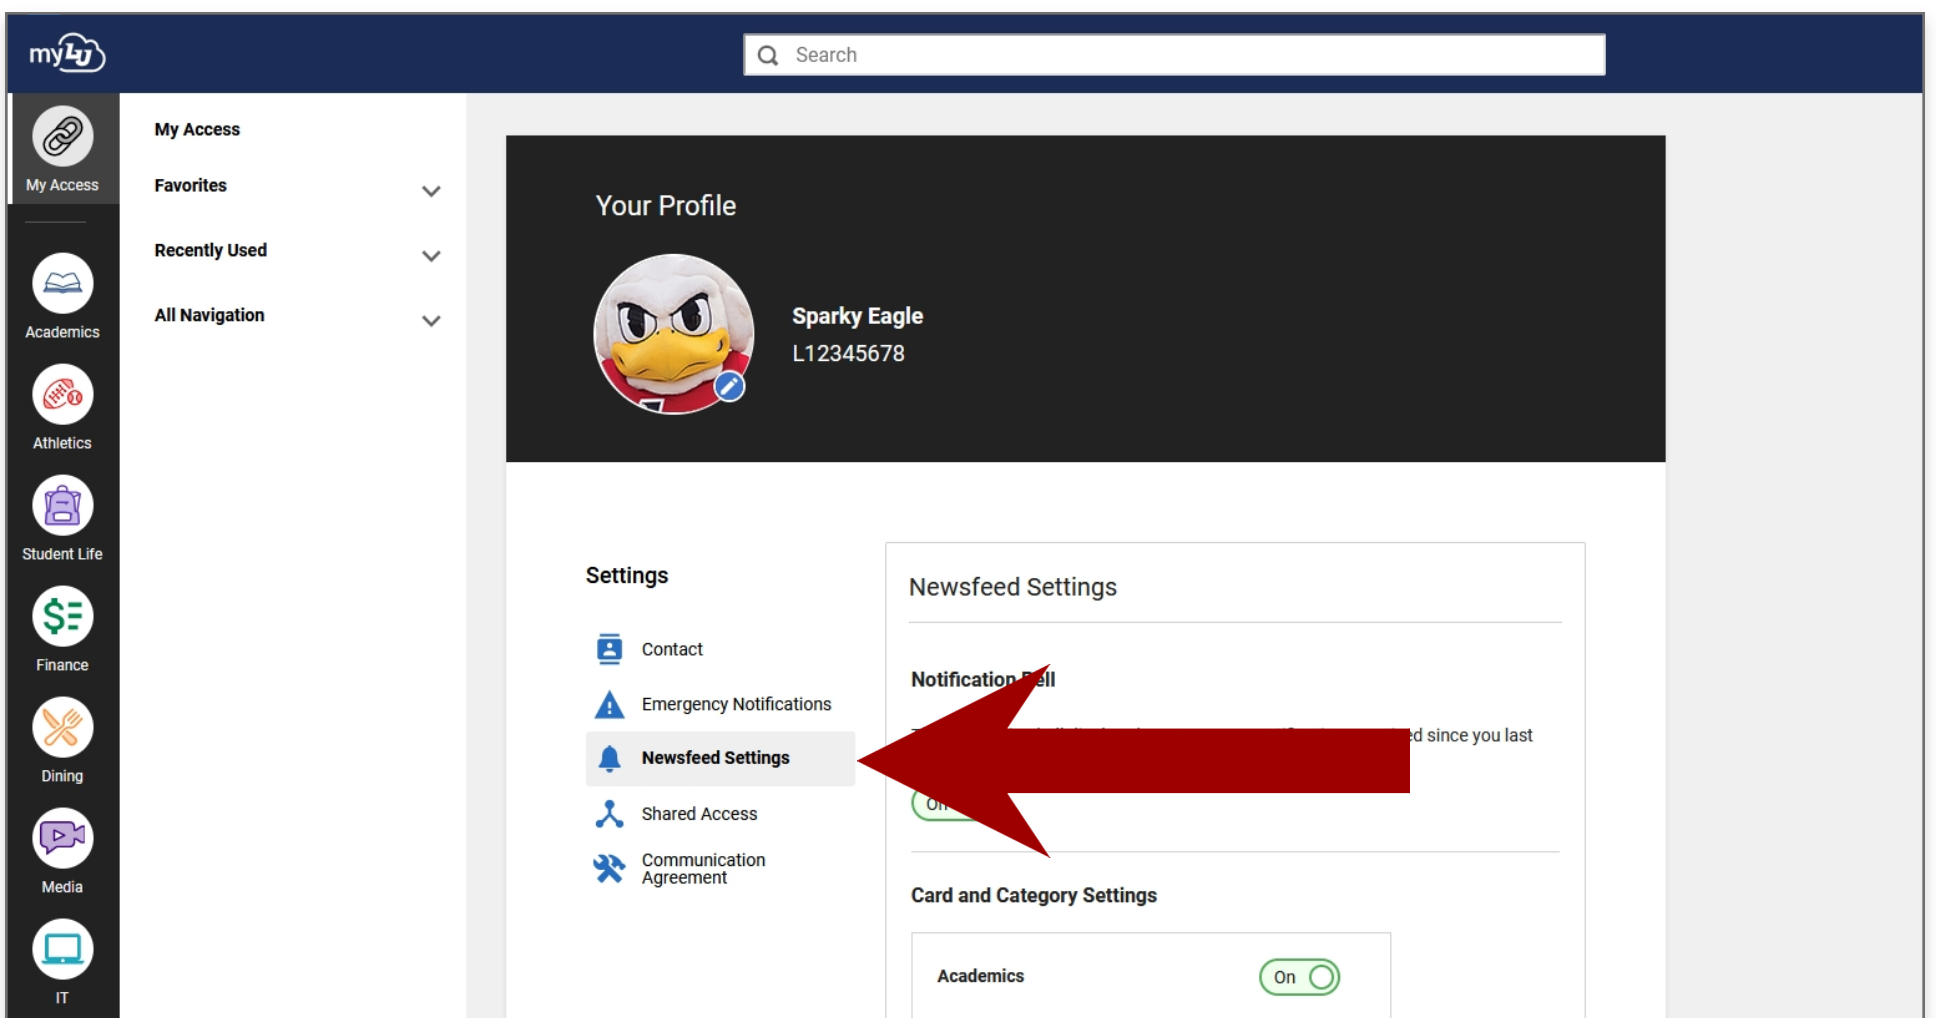 myLU
Search
My Access
Academics
Athletics
Student Life
Finance
Dining
Media
IT
My Access
Favorites
Recently Used
All Navigation
Your Profile
Sparky Eagle
L12345678
Settings
Contact
Emergency Notifications
Newsfeed Settings
Shared Access
Communication
Agreement
Newsfeed Settings
Notification Bell
since you last
On
Card and Category Settings
Academics
On